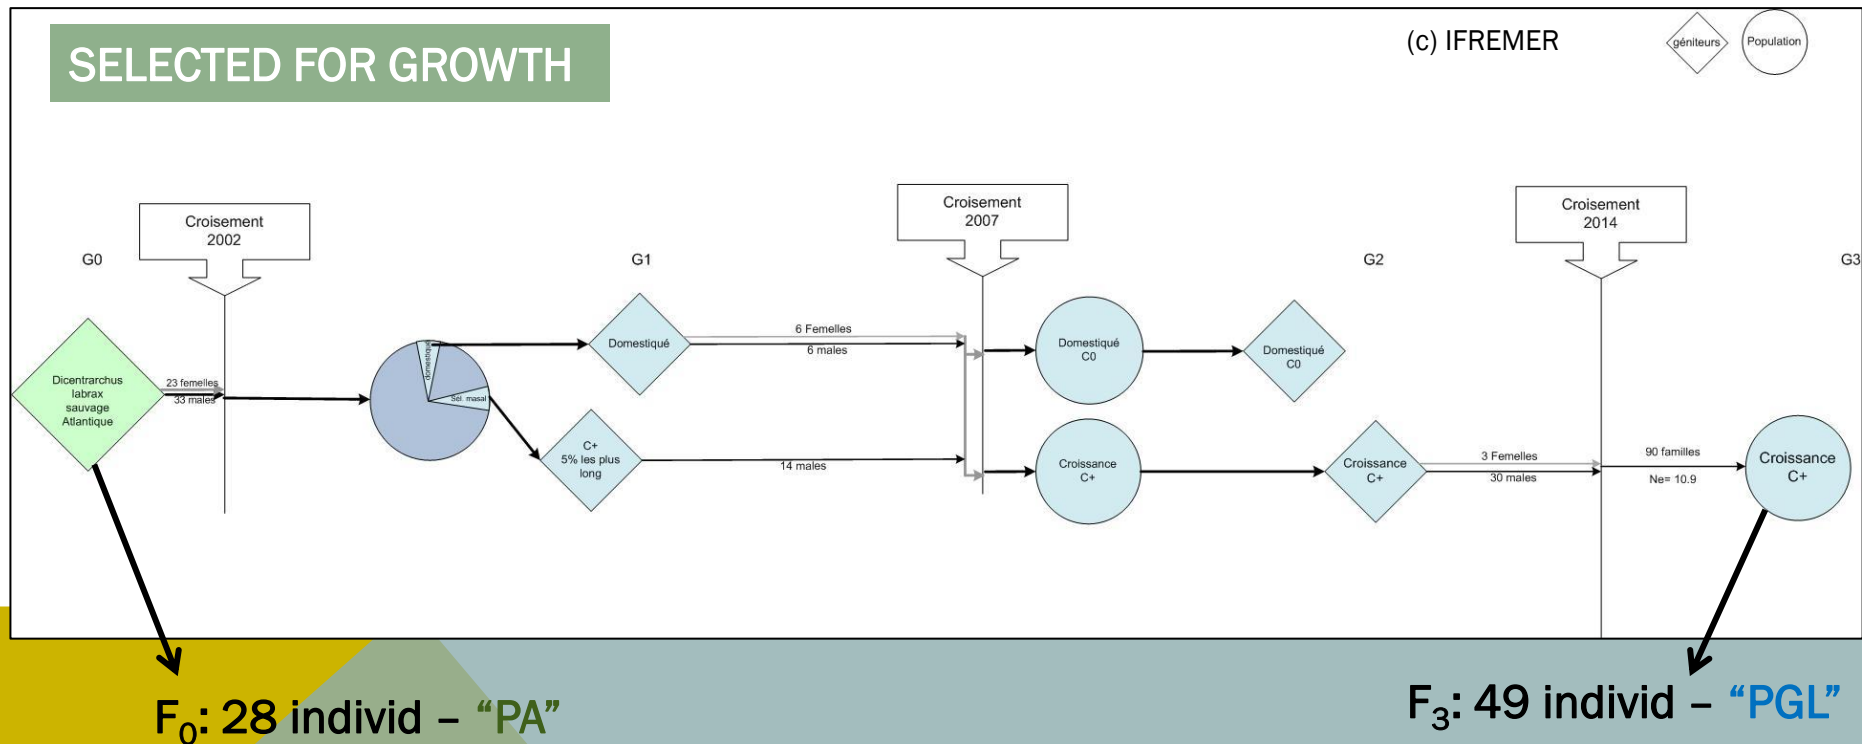 SELECTED FOR GROWTH
(c) IFREMER
géniteurs
Population
Croisement
2002
Croisement
2007
Croisement
2014
G0
G1
G2
G3
Dicentrarchus
labrax
sauvage
Atlantique
23 femelles
33 males
domestique
Sél. masal
Domestiqué
6 Femelles
6 males
C+
5% les plus
long
14 males
Domestiqué
C0
Domestiqué
C0
Croissance
C+
Croissance
C+
3 Femelles
30 males
90 familles
Ne= 10.9
Croissance
C+
F₀: 28 individ – “PA”
F₃: 49 individ – “PGL”